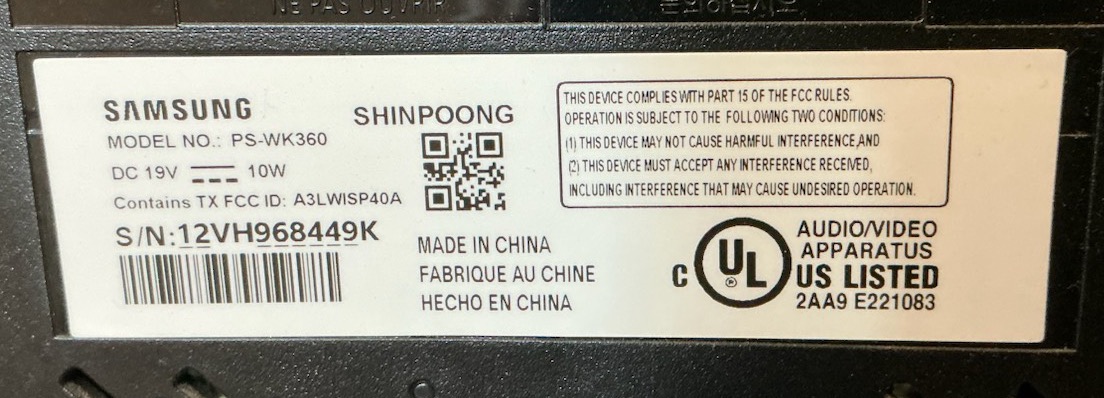 NE PAS OUVRIR
SAMSUNG
MODEL NO.: PS-WK360
DC 19V 10W
Contains TX FCC ID: A3LWISP40A
S/N:12VH968449K
SHINPOONG
MADE IN CHINA
FABRIQUE AU CHINE
HECHO EN CHINA
THIS DEVICE COMPLIES WITH PART 15 OF THE FCC RULES.
OPERATION IS SUBJECT TO THE FOLLOWING TWO CONDITIONS:
(1) THIS DEVICE MAY NOT CAUSE HARMFUL INTERFERENCE,AND
(2) THIS DEVICE MUST ACCEPT ANY INTERFERENCE RECEIVED,
INCLUDING INTERFERENCE THAT MAY CAUSE UNDESIRED OPERATION.
C UL ®
AUDIO/VIDEO
APPARATUS
US LISTED
2AA9 E221083